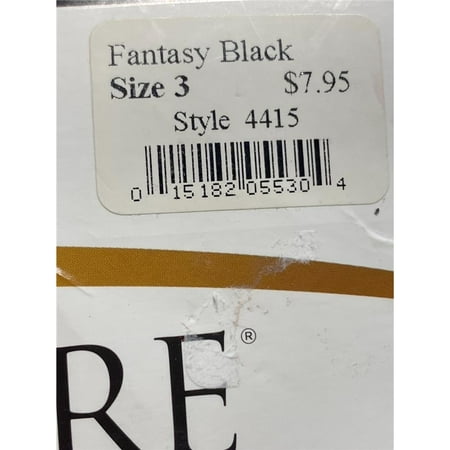 Fantasy Black
Size 3 $7.95
Style 4415
0 15182 05530 4
RE®